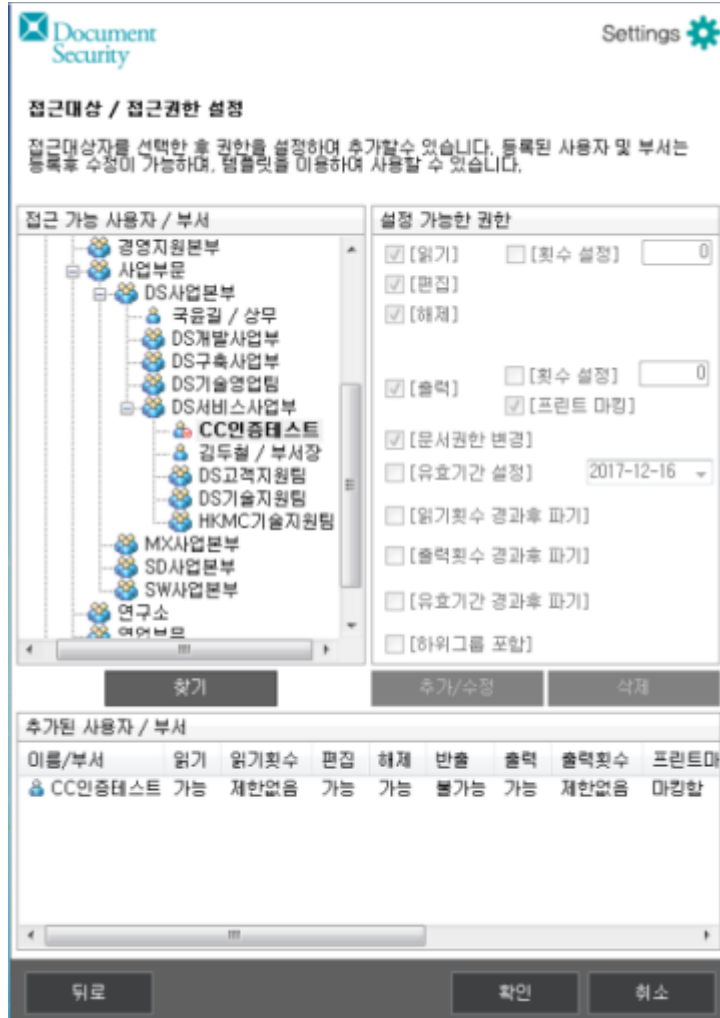 Document
Security
Settings
접근대상 / 접근권한 설정
접근대상자를 선택한 후 권한을 설정하여 추가할수 있습니다. 등록된 사용자 및 부서는
등록후 수정이 가능하며, 템플릿을 이용하여 사용할 수 있습니다.
접근 가능 사용자 / 부서
경영지원본부
사업부문
DS사업본부
국윤길 / 상무
DS개발사업부
DS구축사업부
DS기술영업팀
DS서비스사업부
CC인증테스트
김두철 / 부서장
DS고객지원팀
DS기술지원팀
HKMC기술지원팀
MX사업본부
SD사업본부
SW사업본부
연구소
영업부문
찾기
설정 가능한 권한
[읽기] [횟수 설정] 0
[편집]
[해제]
[출력] [횟수 설정] 0
[프린트 마킹]
[문서권한 변경]
[유효기간 설정] 2017-12-16
[읽기횟수 경과후 파기]
[출력횟수 경과후 파기]
[유효기간 경과후 파기]
[하위그룹 포함]
추가/수정 삭제
추가된 사용자 / 부서
이름/부서 읽기 읽기횟수 편집 해제 반출 출력 출력횟수 프린트마
CC인증테스트 가능 제한없음 가능 가능 불가능 가능 제한없음 마킹함
뒤로 확인 취소